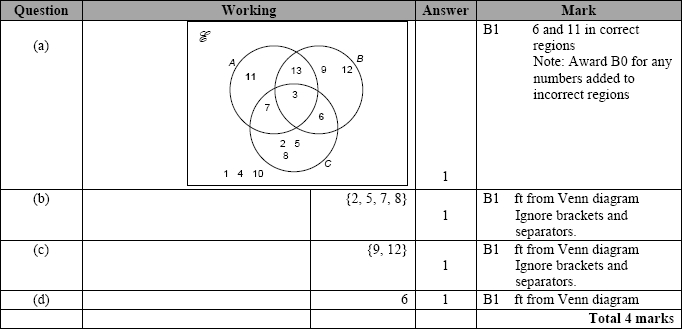 Question Working Answer Mark
(a)
ℰ
A B
13 9 12
11
3
7
6
2 5
8
C
1 4 10
1
B1 6 and 11 in correct
regions
Note: Award B0 for any
numbers added to
incorrect regions
(b) {2, 5, 7, 8} 1 B1 ft from Venn diagram
Ignore brackets and
separators.
(c) {9, 12} 1 B1 ft from Venn diagram
Ignore brackets and
separators.
(d) 6 1 B1 ft from Venn diagram
Total 4 marks